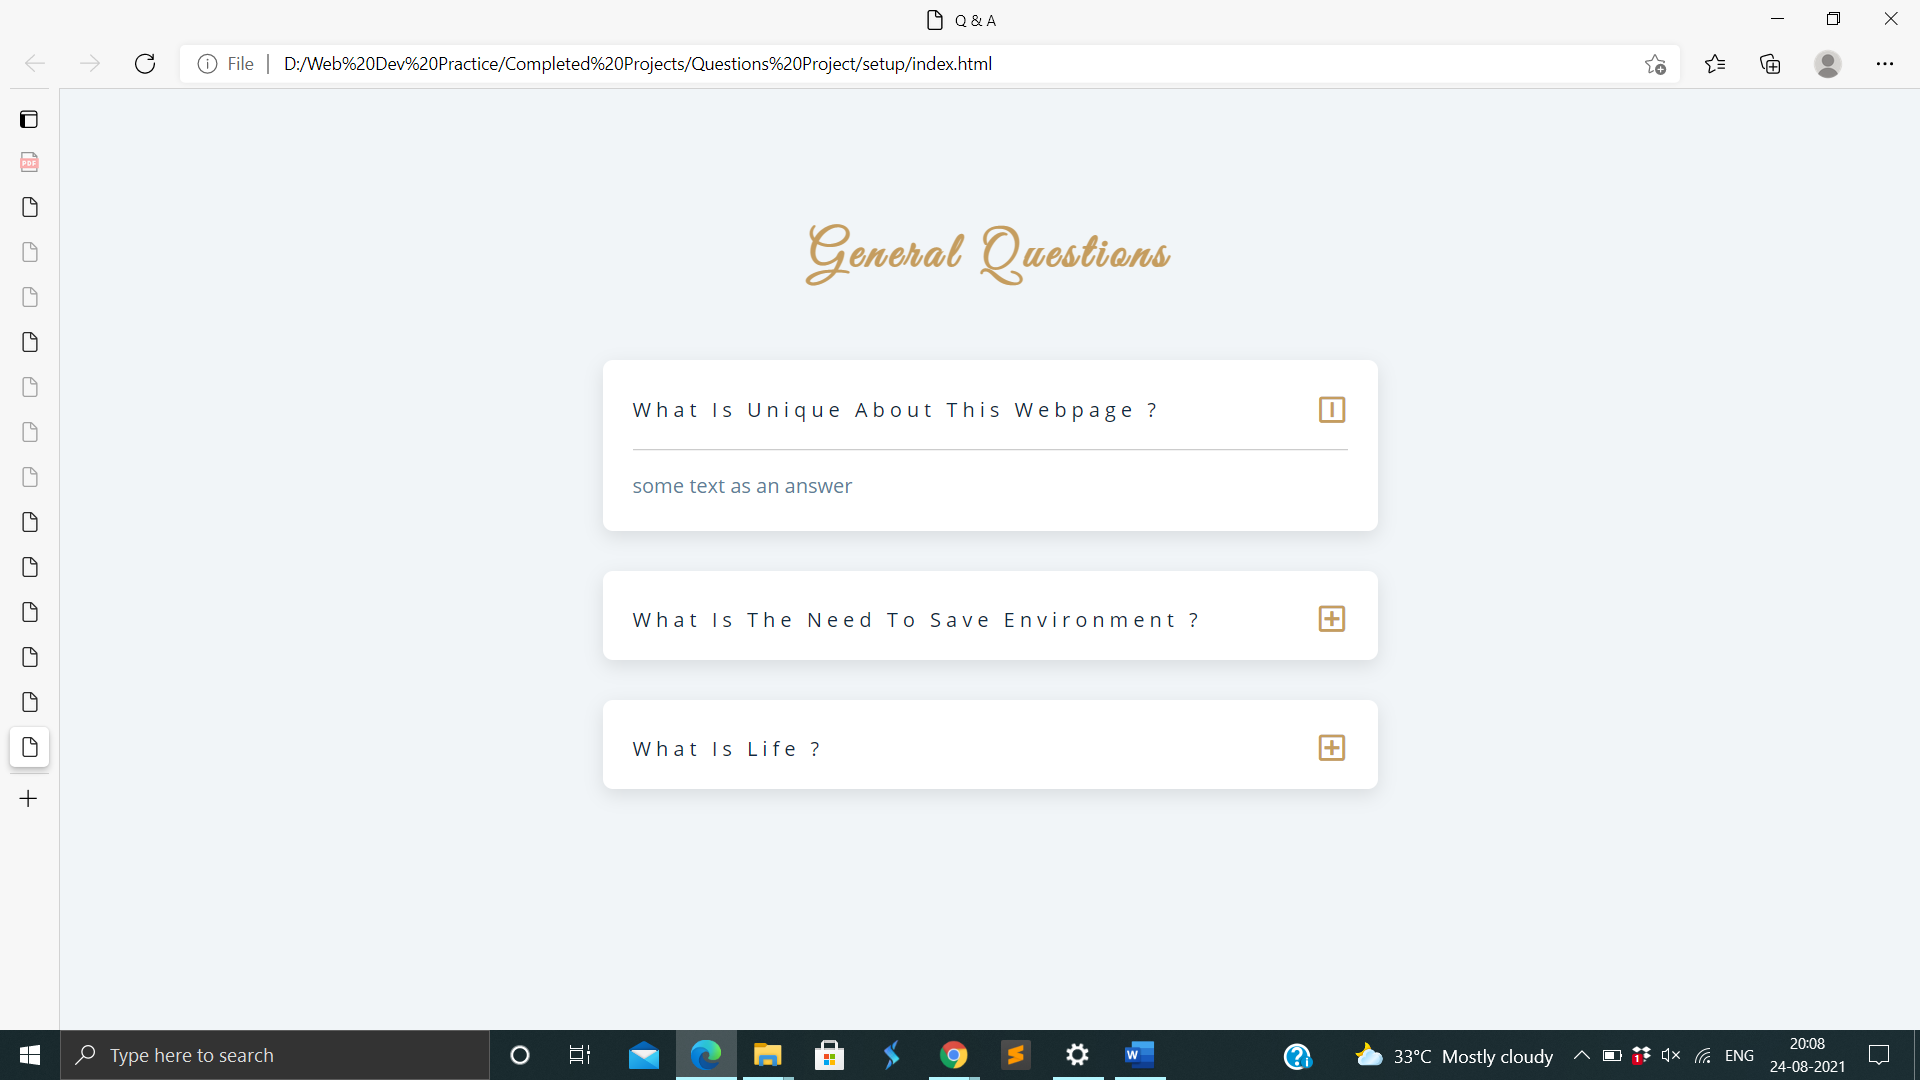 Q & A
File
D:/Web%20Dev%20Practice/Completed%20Projects/Questions%20Project/setup/index.html
PDF
General Questions
What Is Unique About This Webpage ?
some text as an answer
What Is The Need To Save Environment ?
What Is Life ?
Type here to search
W
33°C Mostly cloudy
1
ENG
20:08
24-08-2021